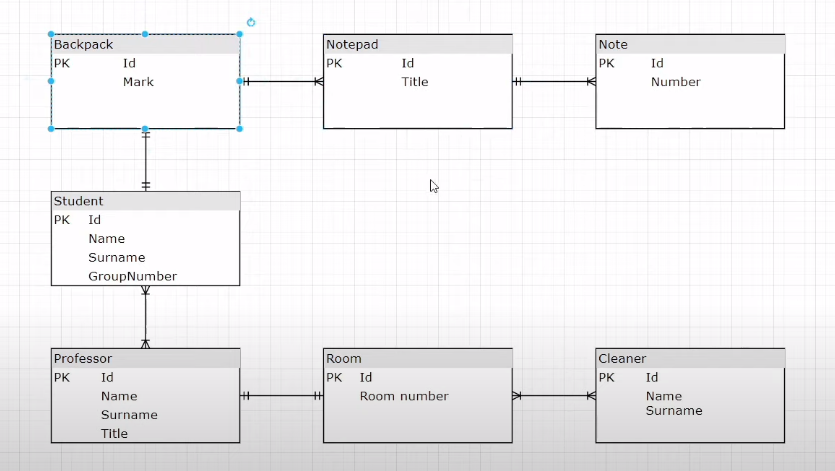 Backpack
PK Id
Mark
Notepad
PK Id
Title
Note
PK Id
Number
Student
PK Id
Name
Surname
GroupNumber
Professor
PK Id
Name
Surname
Title
Room
PK Id
Room number
Cleaner
PK Id
Name
Surname